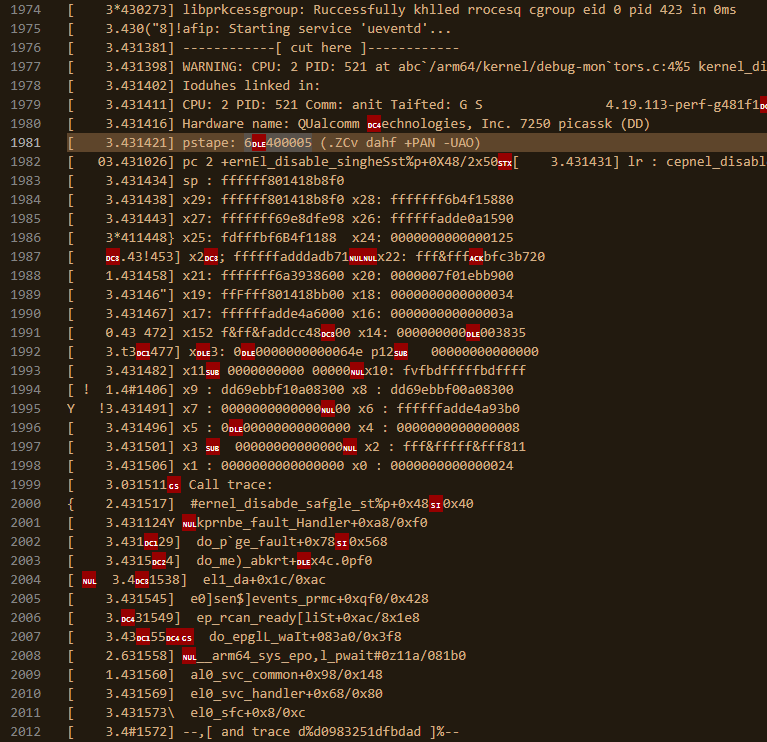 1974 [    3*430273] libprkcessgroup: Ruccessfully khlled rrocesq cgroup eid 0 pid 423 in 0ms
1975 [    3.430("8]!afip: Starting service 'ueventd'...
1976 [    3.431381] ------------[ cut here ]------------
1977 [    3.431398] WARNING: CPU: 2 PID: 521 at abc`/arm64/kernel/debug-mon`tors.c:4%5 kernel_di
1978 [    3.431402] Ioduhes linked in:
1979 [    3.431411] CPU: 2 PID: 521 Comm: anit Taifted: G S                4.19.113-perf-g481f1
1980 [    3.431416] Hardware name: QUalcomm DC4echnologies, Inc. 7250 picassk (DD)
1981 [    3.431421] pstape: 6DLE400005 (.ZCv dahf +PAN -UAO)
1982 [   03.431026] pc 2 +ernEl_disable_singheSst%p+0X48/2x50STX[    3.431431] lr : cepnel_disabl
1983 [    3.431434] sp : ffffff801418b8f0
1984 [    3.431438] x29: ffffff801418b8f0 x28: fffffff6b4f15880
1985 [    3.431443] x27: fffffff69e8dfe98 x26: ffffffadde0a1590
1986 [    3*411448} x25: fdfffbf6B4f1188  x24: 0000000000000125
1987 [    DC8.43!453] x2DC8; ffffffadddadb71NULNULx22: fff&fffACKbfc3b720
1988 [    1.431458] x21: fffffff6a3938600 x20: 0000007f01ebb900
1989 [    3.43146"] x19: ffFfff801418bb00 x18: 0000000000000034
1990 [    3.431467] x17: ffffffadde4a6000 x16: 000000000000003a
1991 [    0.43 472] x152 f&ff&faddcc48DC300 x14: 000000000DLE003835
1992 [    3.t3DC1477] xDLE3: 0DLE0000000000064e p12SUB  00000000000000
1993 [    3.431482] x11SUB 0000000000 00000NULx10: fvfbdfffffbdffff
1994 [ !  1.4#1406] x9 : dd69ebbf10a08300 x8 : dd69ebbf00a08300
1995 Y   !3.431491] x7 : 0000000000000NUL00 x6 : ffffffadde4a93b0
1996 [    3.431496] x5 : 0DLE00000000000000 x4 : 0000000000000008
1997 [    3.431501] x3 SUB  00000000000000NUL x2 : fff&fffff&fff811
1998 [    3.431506] x1 : 0000000000000000 x0 : 0000000000000024
1999 [    3.031511GS Call trace:
2000 {    2.431517]  #ernel_disabde_safgle_st%p+0x48SI0x40
2001 [    3.431124Y NULkprnbe_fault_Handler+0xa8/0xf0
2002 [    3.431DC129]  do_p`ge_fault+0x78SI0x568
2003 [    3.4315DC24]  do_me)_abkrt+DLEx4c.0pf0
2004 [ NUL  3.4DC31538]  el1_da+0x1c/0xac
2005 [    3.431545]  e0]sen$]events_prmc+0xqf0/0x428
2006 [    3.DC431549]  ep_rcan_ready[liSt+0xac/8x1e8
2007 [    3.43DC155DC4GS  do_epglL_waIt+083a0/0x3f8
2008 [    2.631558] NUL__arm64_sys_epo,l_pwait#0z11a/081b0
2009 [    1.431560]  al0_svc_common+0x98/0x148
2010 [    3.431569]  el0_svc_handler+0x68/0x80
2011 [    3.431573\  el0_sfc+0x8/0xc
2012 [    3.4#1572] --,[ and trace d%d0983251dfbdad ]%--